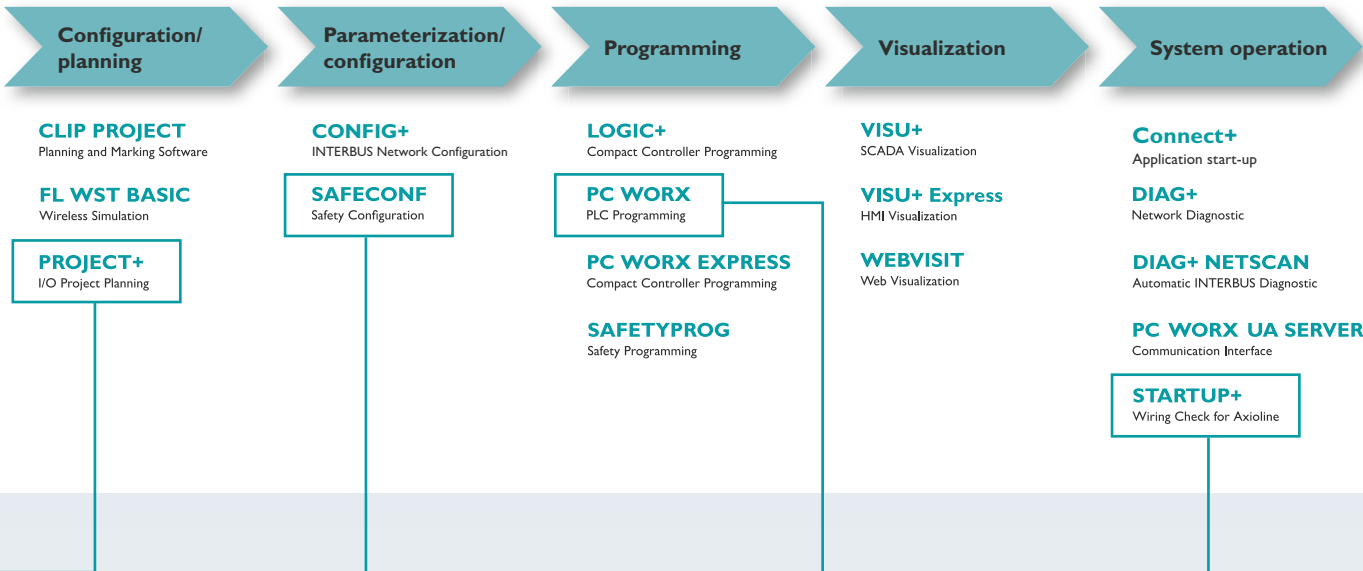 Configuration/
planning
Parameterization/
configuration
Programming
Visualization
System operation
CLIP PROJECT
Planning and Marking Software
FL WST BASIC
Wireless Simulation
PROJECT+
I/O Project Planning
CONFIG+
INTERBUS Network Configuration
SAFECONF
Safety Configuration
LOGIC+
Compact Controller Programming
PC WORX
PLC Programming
PC WORX EXPRESS
Compact Controller Programming
SAFETYPROG
Safety Programming
VISU+
SCADA Visualization
VISU+ Express
HMI Visualization
WEBVISIT
Web Visualization
Connect+
Application start-up
DIAG+
Network Diagnostic
DIAG+ NETSCAN
Automatic INTERBUS Diagnostic
PC WORX UA SERVER
Communication Interface
STARTUP+
Wiring Check for Axioline